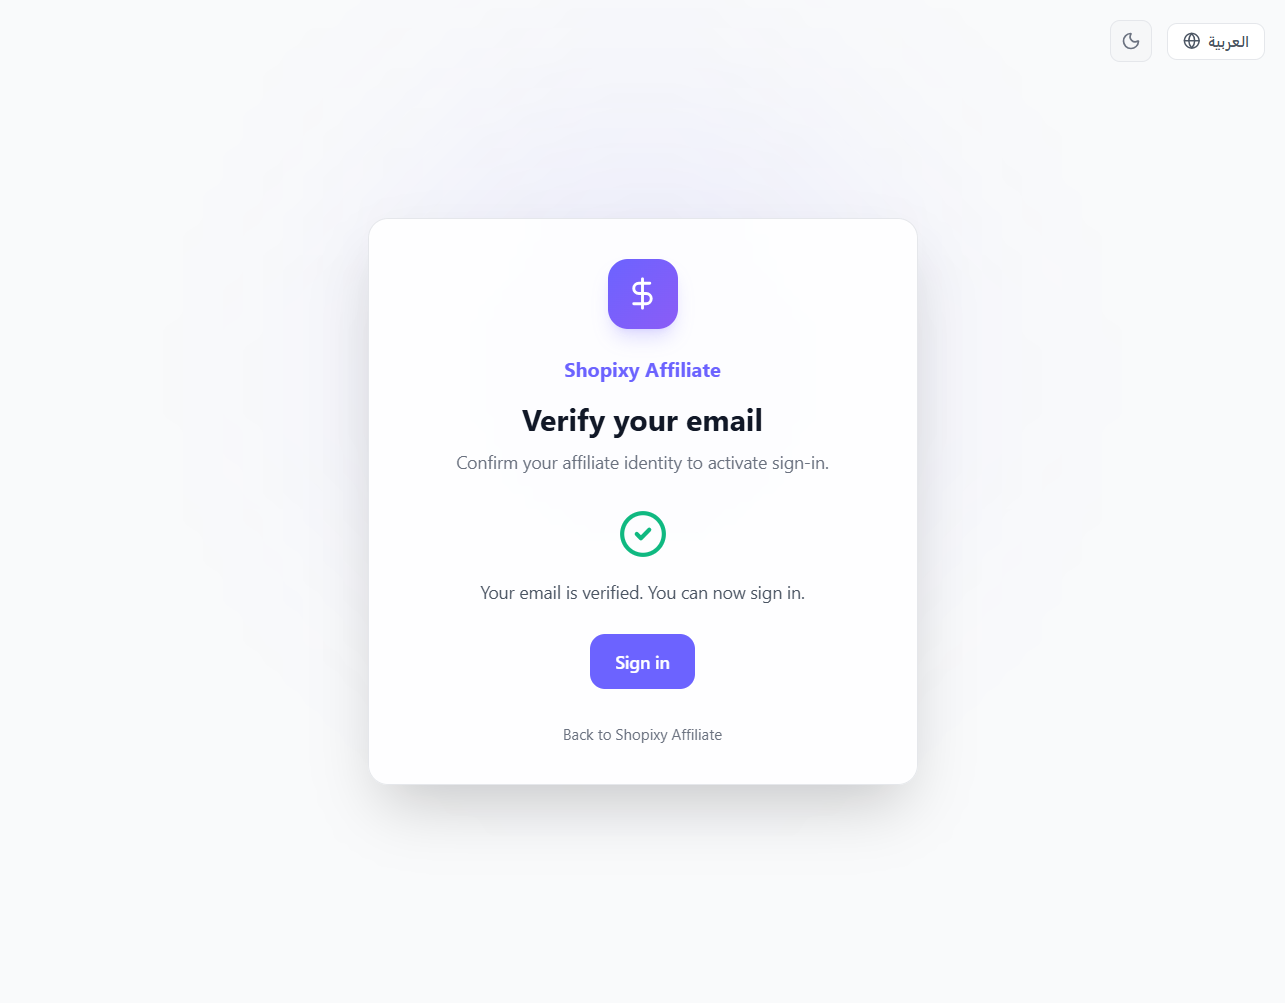 العربية
Shopixy Affiliate
Verify your email
Confirm your affiliate identity to activate sign-in.
Your email is verified. You can now sign in.
Sign in
Back to Shopixy Affiliate